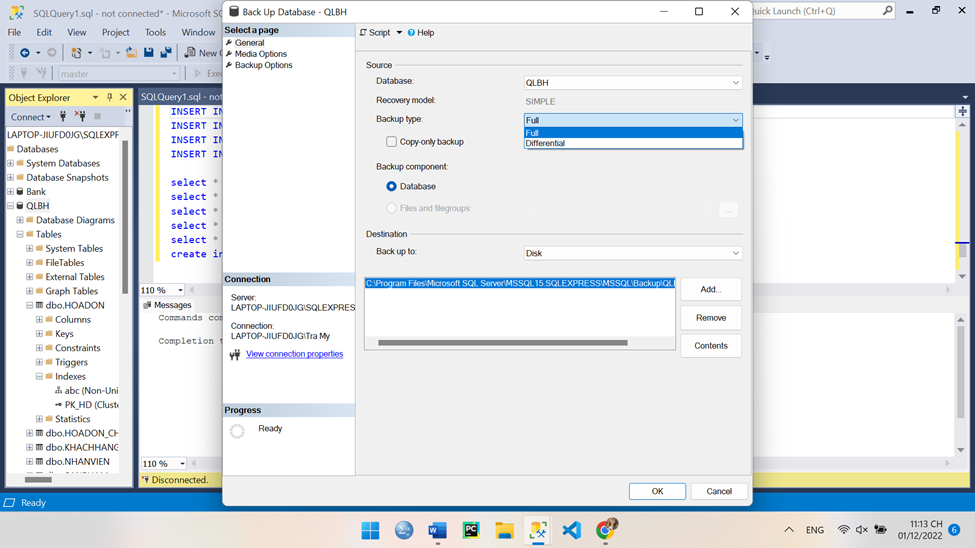 SQLQuery1.sql - not connected* - Microsoft S
Back Up Database - QLBH
Quick Launch (Ctrl+Q)
File Edit View Project Tools Window
New
master
Exe
Object Explorer
Connect
LAPTOP-JIUFD0JG\SQLEXPF
Databases
System Databases
Database Snapshots
Bank
QLBH
Database Diagrams
Tables
System Tables
FileTables
External Tables
Graph Tables
dbo.HOADON
Columns
Keys
Constraints
Triggers
Indexes
abc (Non-Uni
PK_HD (Cluste
Statistics
dbo.HOADON_CH
dbo.KHACHHANG
dbo.NHANVIEN
SQLQuery1.sql - not
INSERT IN
INSERT IN
INSERT IN
INSERT IN
select *
select *
select *
select *
select *
create in
110 %
Messages
Commands com
Completion t
110 %
Disconnected.
Select a page
General
Media Options
Backup Options
Connection
Server:
LAPTOP-JIUFD0JG\SQLEXPRES
Connection:
LAPTOP-JIUFD0JG\Tra My
View connection properties
Progress
Ready
Script Help
Source
Database: QLBH
Recovery model: SIMPLE
Backup type: Full
Full
Differential
Copy-only backup
Backup component:
Database
Files and filegroups:
...
Destination
Back up to: Disk
C:\Program Files\Microsoft SQL Server\MSSQL15.SQLEXPRESS\MSSQL\Backup\QL
Add...
Remove
Contents
OK Cancel
Ready
ENG
11:13 CH
01/12/2022
6